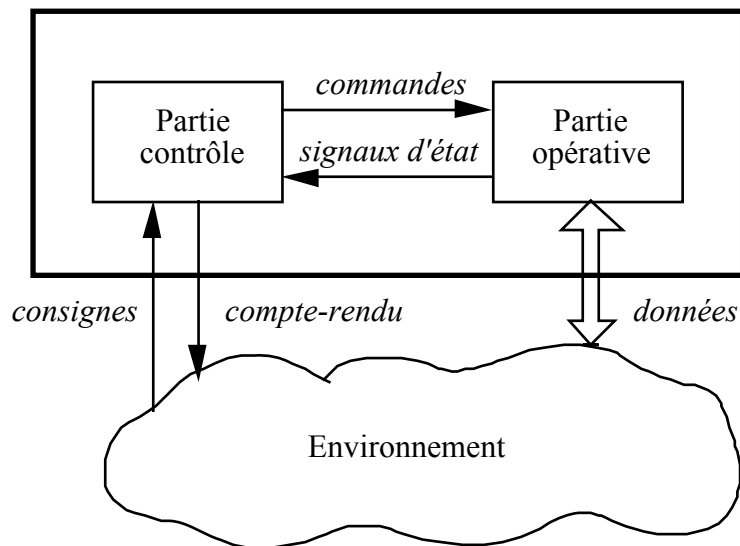 commandes
Partie
contrôle
signaux d'état
Partie
opérative
consignes
compte-rendu
données
Environnement